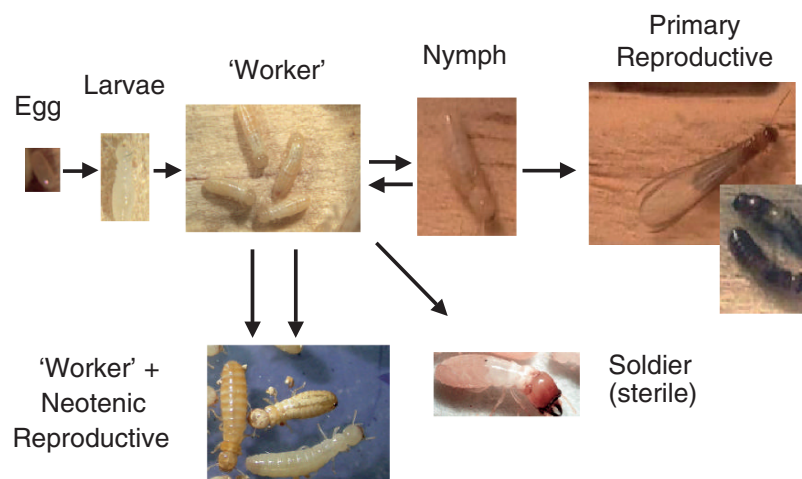 Egg
Larvae
‘Worker’
Nymph
Primary
Reproductive
‘Worker’ +
Neotenic
Reproductive
Soldier
(sterile)